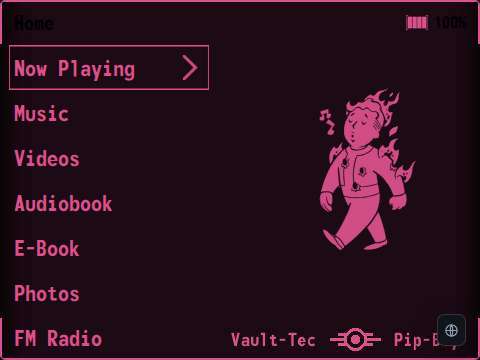 Home
100%
Now Playing
Music
Videos
Audiobook
E-Book
Photos
FM Radio
Vault-Tec